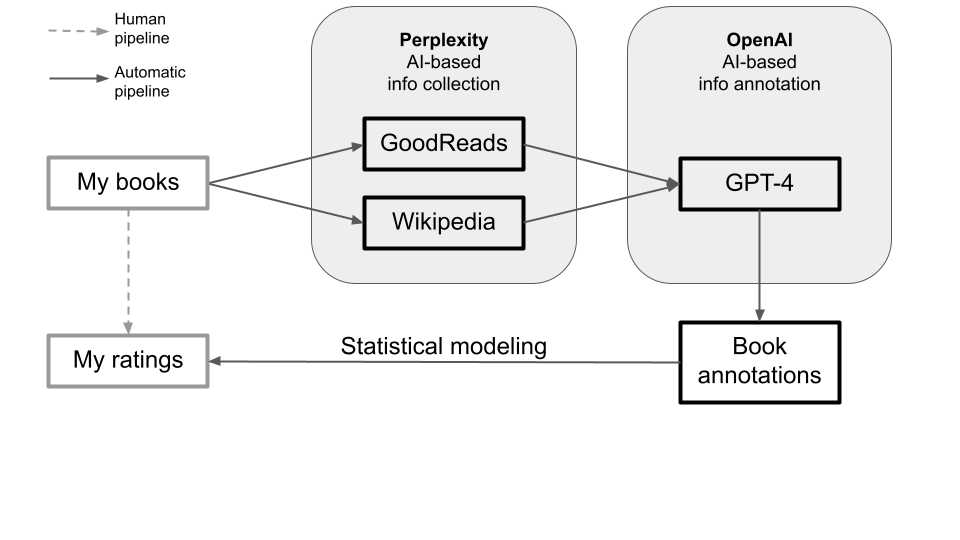 Human
pipeline
Automatic
pipeline
Perplexity
AI-based
info collection
OpenAI
AI-based
info annotation
GoodReads
My books
GPT-4
Wikipedia
Statistical modeling
My ratings
Book
annotations